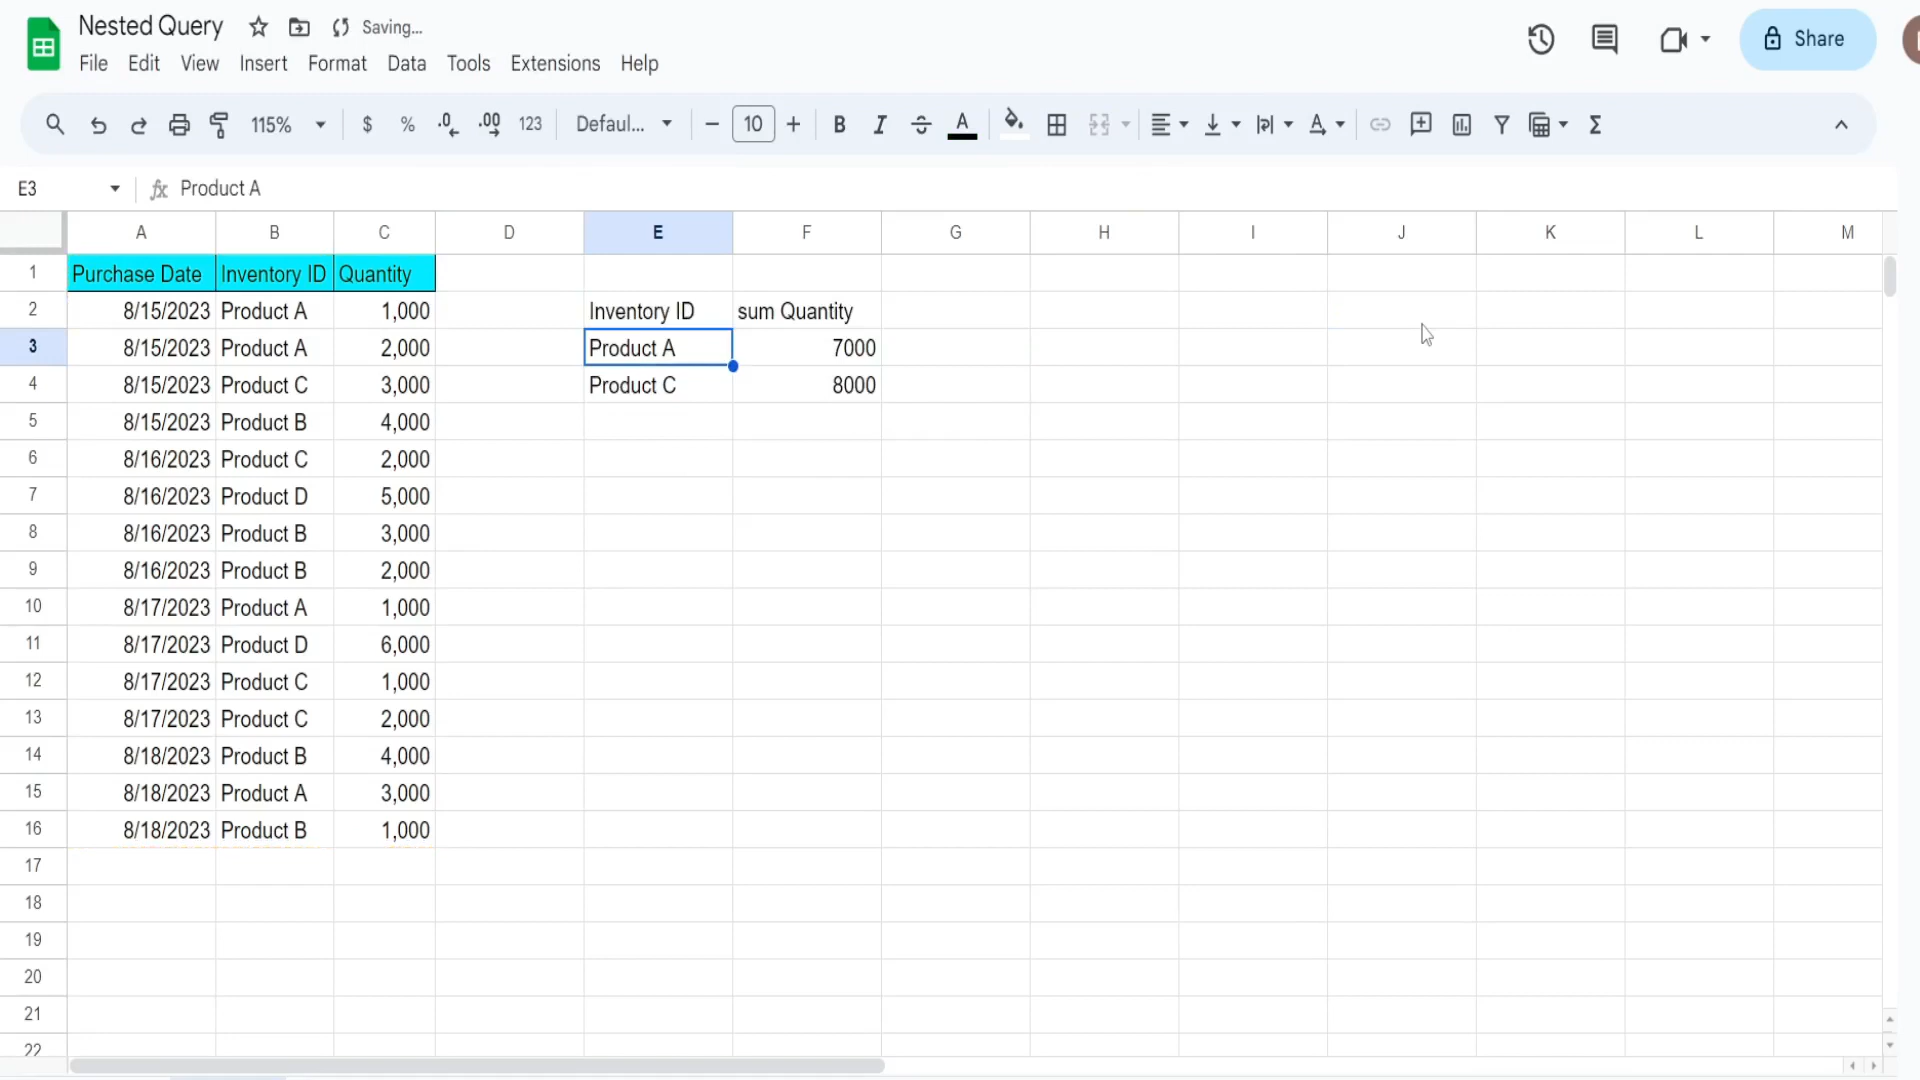 Nested Query Saving...
File Edit View Insert Format Data Tools Extensions Help
Share
115% $ % .0 .00 123 Defaul... 10 B I A
E3 fx Product A
A B C D E F G H I J K L M
1 Purchase Date Inventory ID Quantity
2 8/15/2023 Product A 1,000 Inventory ID sum Quantity
3 8/15/2023 Product A 2,000 Product A 7000
4 8/15/2023 Product C 3,000 Product C 8000
5 8/15/2023 Product B 4,000
6 8/16/2023 Product C 2,000
7 8/16/2023 Product D 5,000
8 8/16/2023 Product B 3,000
9 8/16/2023 Product B 2,000
10 8/17/2023 Product A 1,000
11 8/17/2023 Product D 6,000
12 8/17/2023 Product C 1,000
13 8/17/2023 Product C 2,000
14 8/18/2023 Product B 4,000
15 8/18/2023 Product A 3,000
16 8/18/2023 Product B 1,000
17
18
19
20
21
22